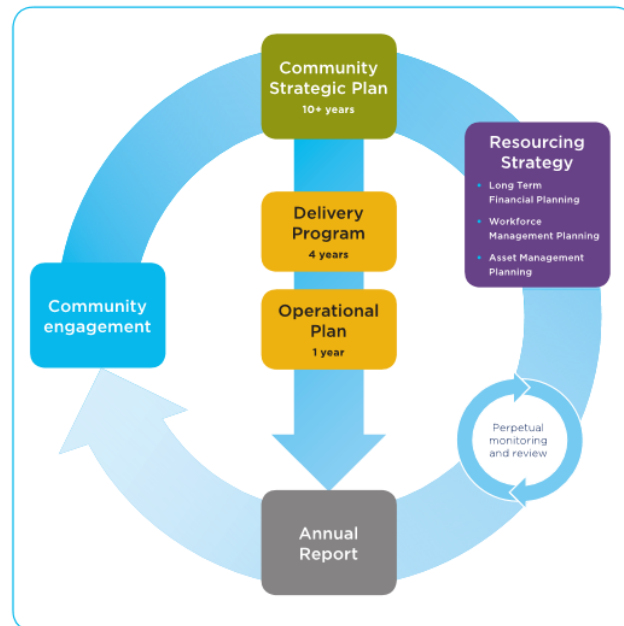 Community
Strategic Plan
10+ years
Resourcing
Strategy
• Long Term
Financial Planning
• Workforce
Management Planning
• Asset Management
Planning
Delivery
Program
4 years
Community
engagement
Operational
Plan
1 year
Perpetual
monitoring
and review
Annual
Report